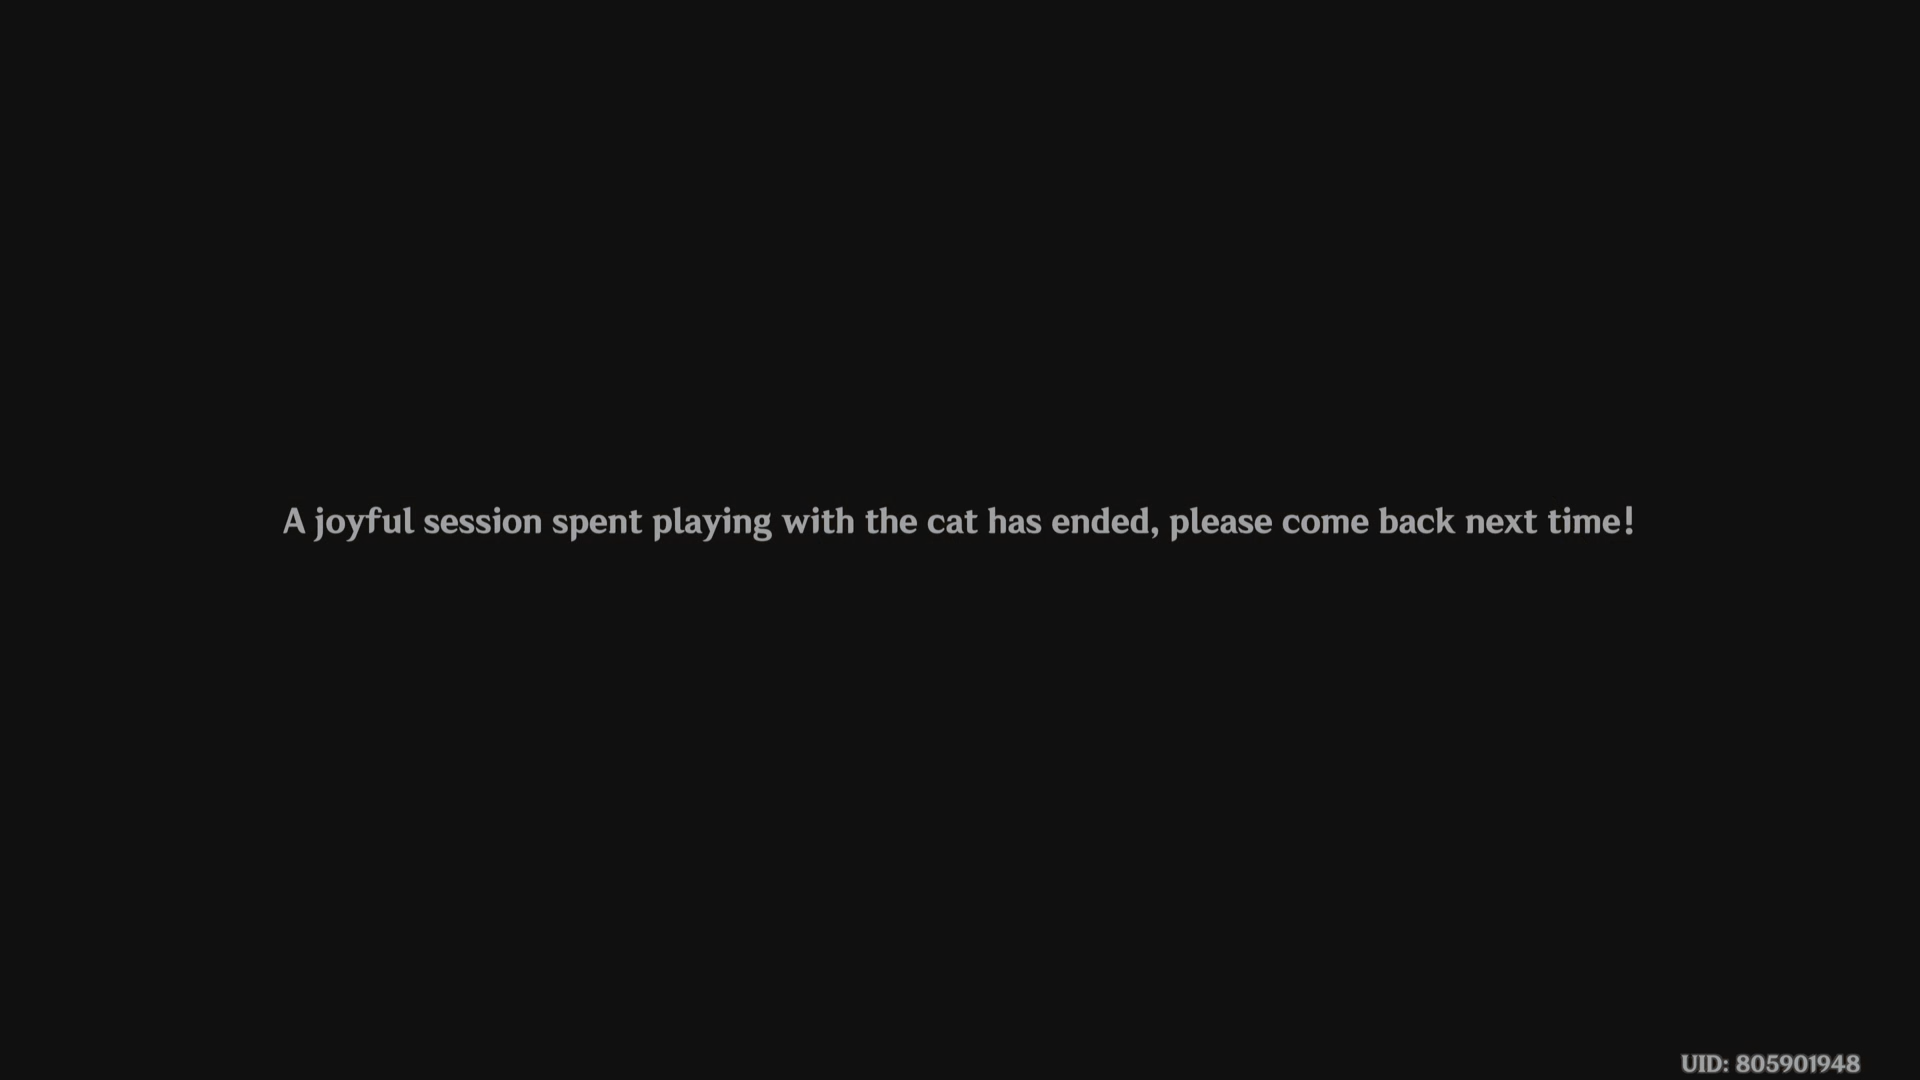 A joyful session spent playing with the cat has ended, please come back next time!
UID: 805901948